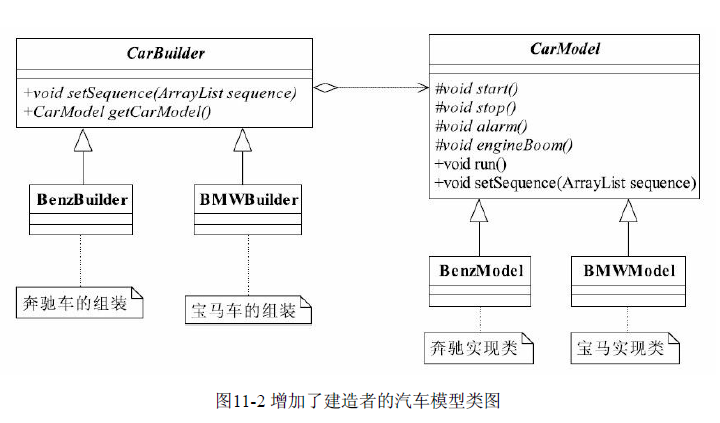 CarBuilder
+void setSequence(ArrayList sequence)
+CarModel getCarModel()
CarModel
#void start()
#void stop()
#void alarm()
#void engineBoom()
+void run()
+void setSequence(ArrayList sequence)
BenzBuilder
BMWBuilder
奔驰车的组装
宝马车的组装
BenzModel
BMWModel
奔驰实现类
宝马实现类
图11-2 增加了建造者的汽车模型类图